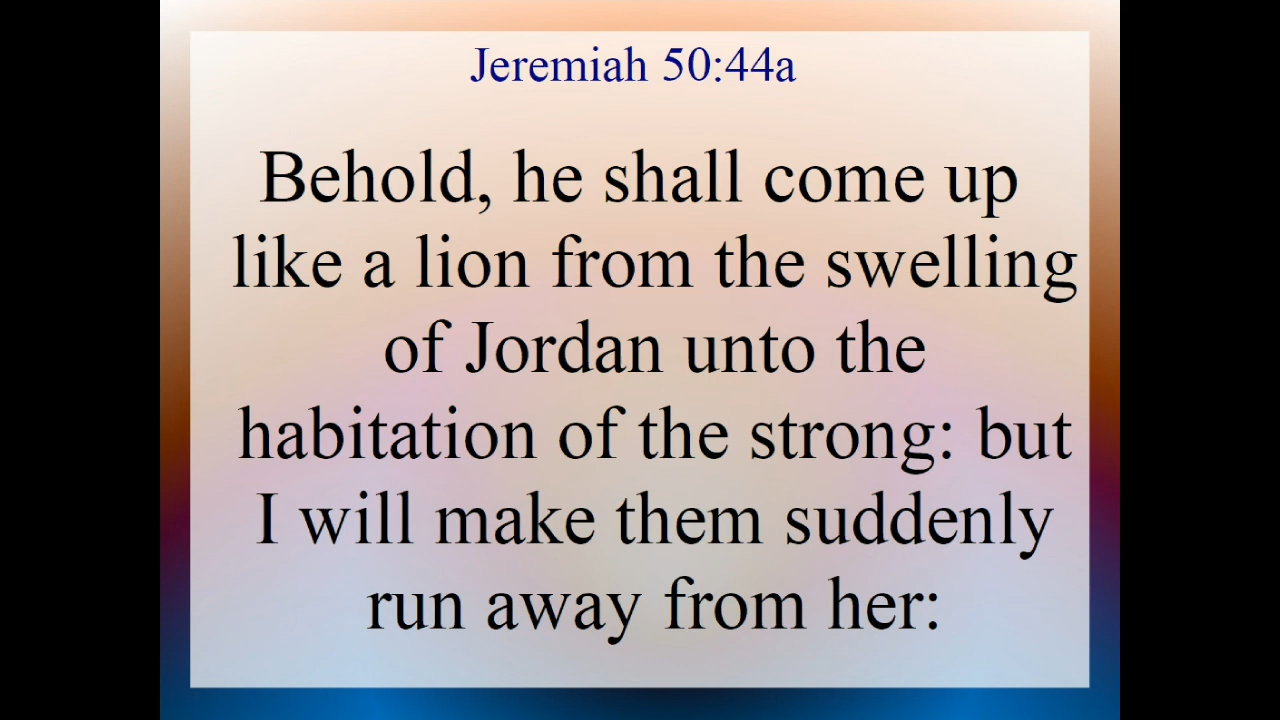 Jeremiah 50:44a
Behold, he shall come up
like a lion from the swelling
of Jordan unto the
habitation of the strong: but
I will make them suddenly
run away from her: